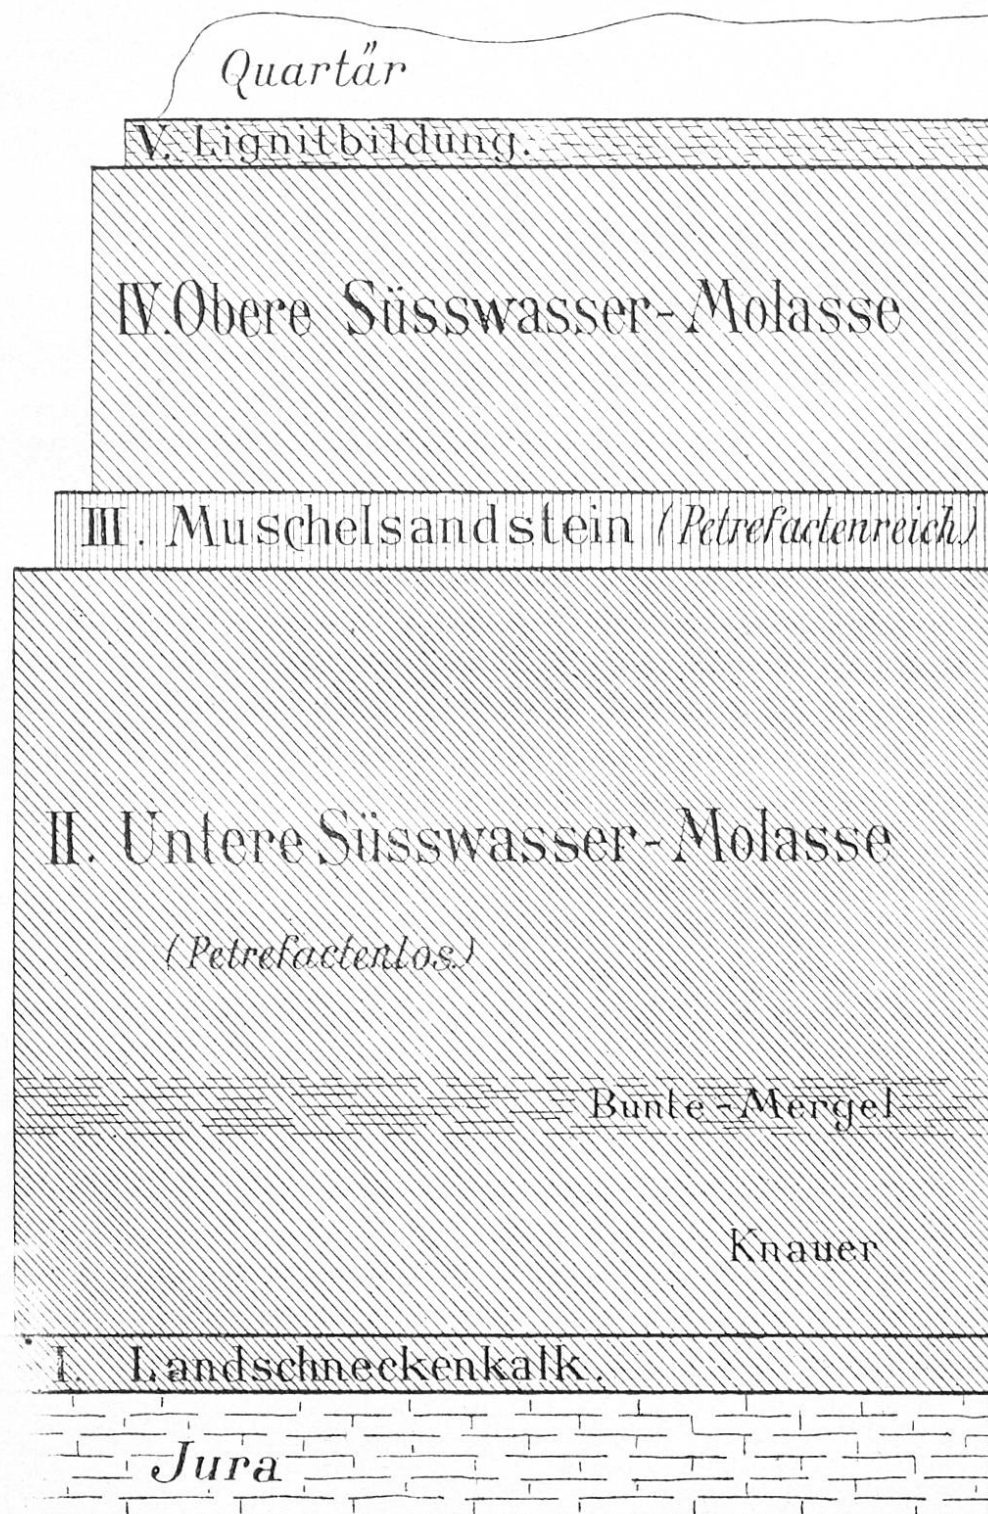 Quartär
V. Lignitbildung.
IV. Obere Süsswasser-Molasse
III. Muschelsandstein (Petrefactenreich)
II. Untere Süsswasser-Molasse
(Petrefactenlos.)
Bunte-Mergel
Knauer
I. Landschneckenkalk.
Jura